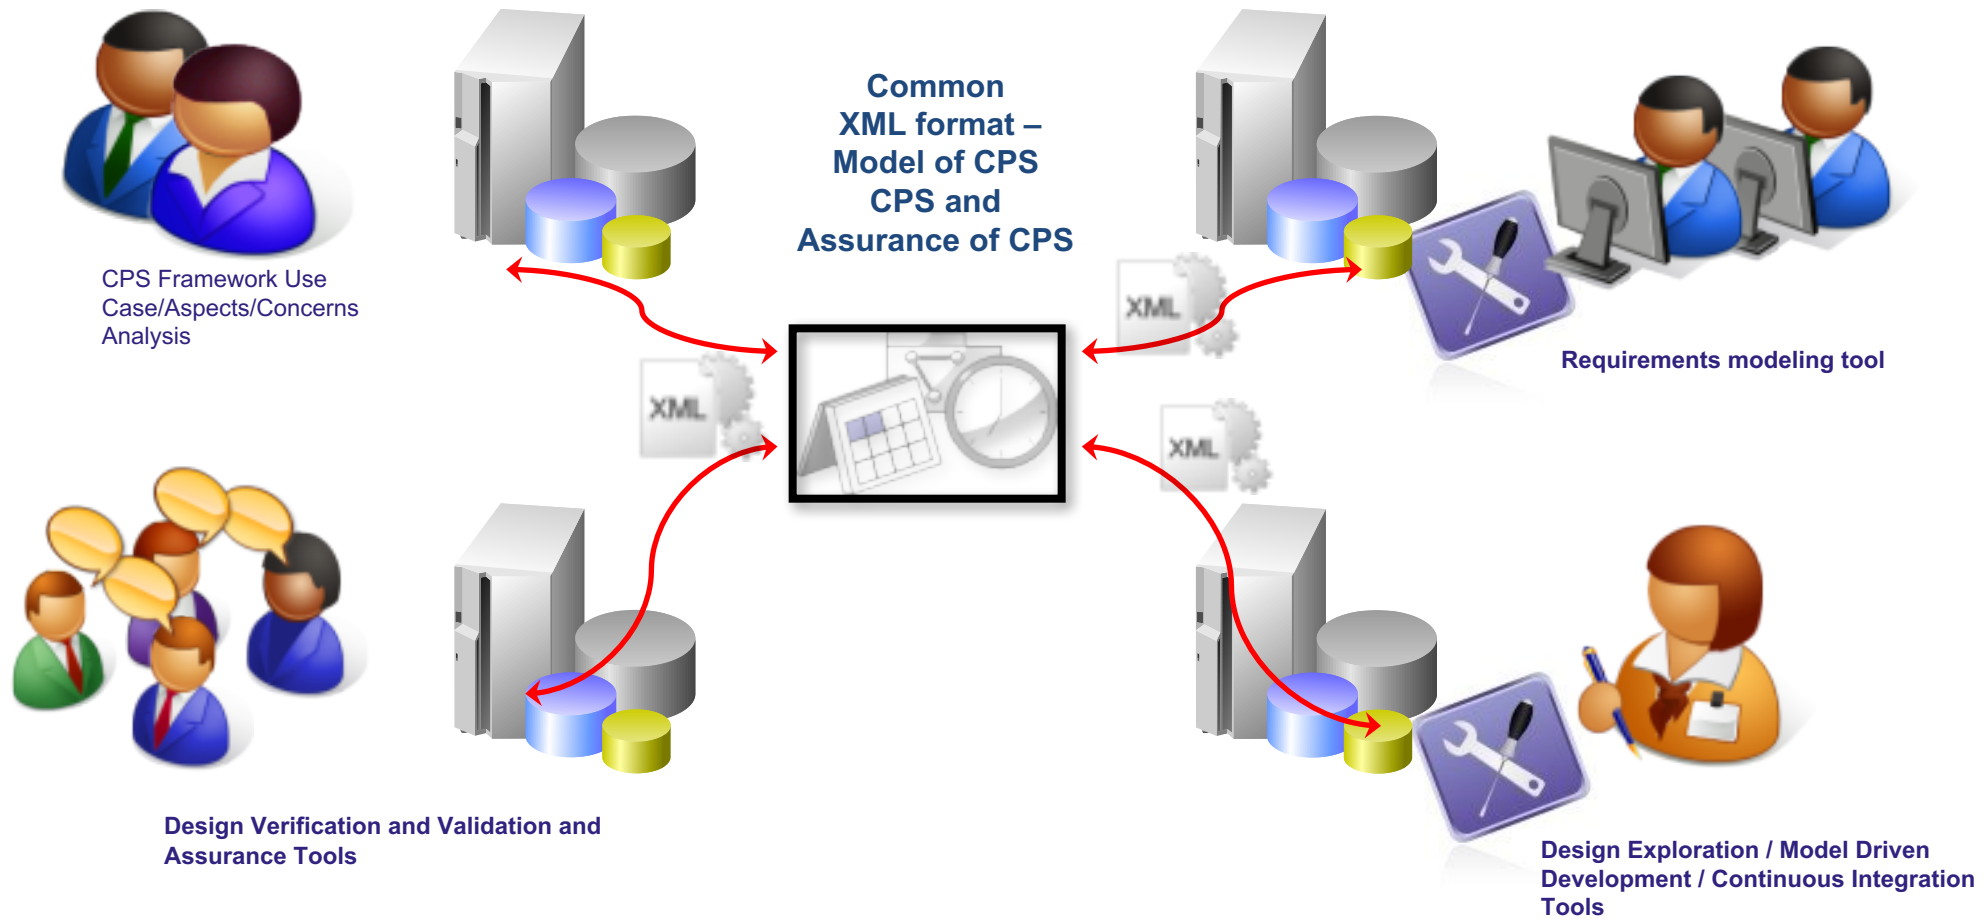 Common
XML format –
Model of CPS
CPS and
Assurance of CPS
CPS Framework Use
Case/Aspects/Concerns
Analysis
XML
Requirements modeling tool
XML
XML
Design Verification and Validation and
Assurance Tools
Design Exploration / Model Driven
Development / Continuous Integration
Tools